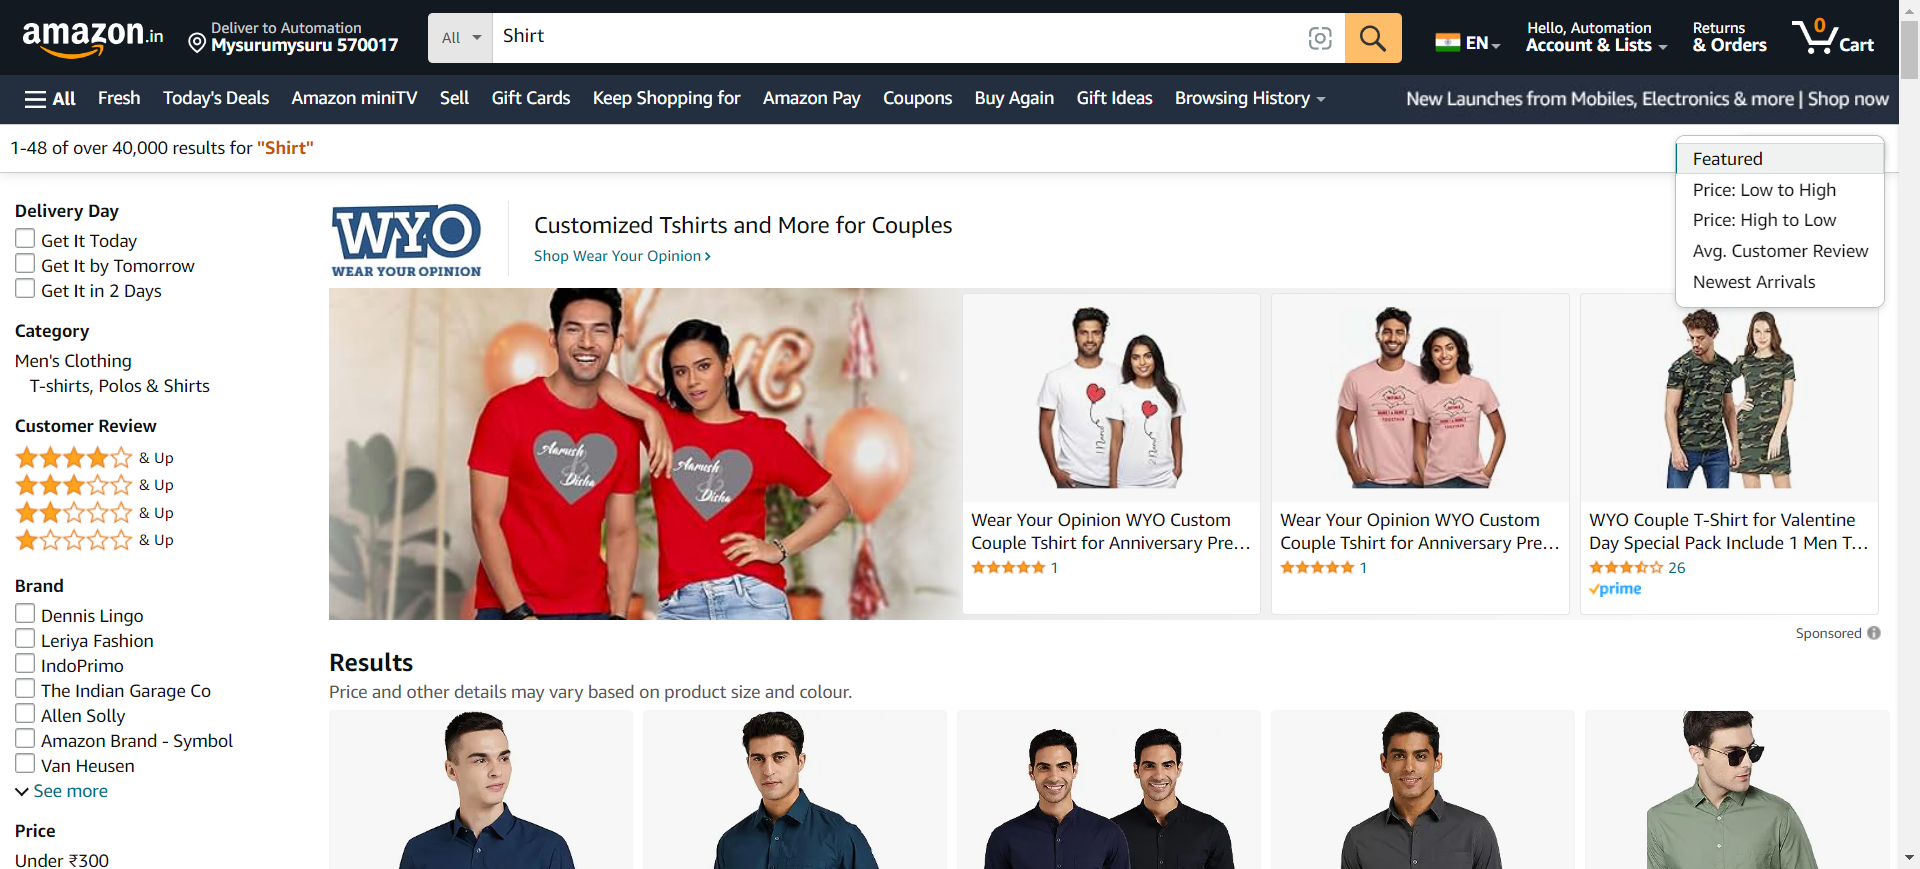 amazon.in
Deliver to Automation
Mysurumysuru 570017
All
Shirt
EN
Hello, Automation
Account & Lists
Returns
& Orders
0
Cart
All
Fresh
Today's Deals
Amazon miniTV
Sell
Gift Cards
Keep Shopping for
Amazon Pay
Coupons
Buy Again
Gift Ideas
Browsing History
New Launches from Mobiles, Electronics & more | Shop now
1-48 of over 40,000 results for "Shirt"
Featured
Price: Low to High
Price: High to Low
Avg. Customer Review
Newest Arrivals
Delivery Day
Get It Today
Get It by Tomorrow
Get It in 2 Days
Category
Men's Clothing
T-shirts, Polos & Shirts
Customer Review
& Up
& Up
& Up
& Up
Brand
Dennis Lingo
Leriya Fashion
IndoPrimo
The Indian Garage Co
Allen Solly
Amazon Brand - Symbol
Van Heusen
See more
Price
Under ₹300
WYO
WEAR YOUR OPINION
Customized Tshirts and More for Couples
Shop Wear Your Opinion ›
Love
Aarush
&
Disha
Aarush
&
Disha
Wear Your Opinion WYO Custom
Couple Tshirt for Anniversary Pre...
1
Wear Your Opinion WYO Custom
Couple Tshirt for Anniversary Pre...
1
WYO Couple T-Shirt for Valentine
Day Special Pack Include 1 Men T...
26
prime
Sponsored
Results
Price and other details may vary based on product size and colour.